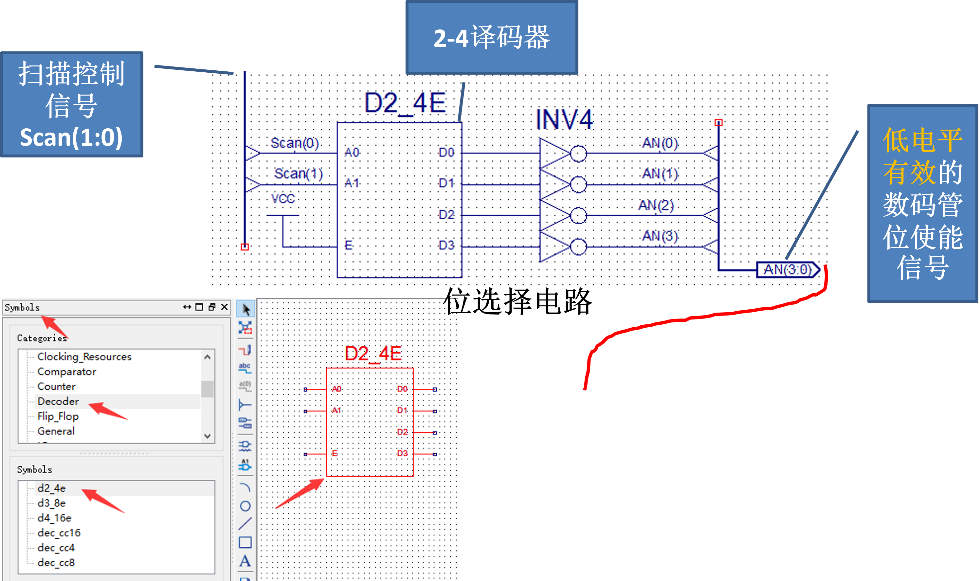 2-4译码器
扫描控制
信号
Scan(1:0)
D2_4E
INV4
Scan(0)
A0
D0
AN(0)
Scan(1)
A1
D1
AN(1)
VCC
D2
AN(2)
E
D3
AN(3)
AN(3:0)
低电平
有效的
数码管
位使能
信号
位选择电路
Symbols
Categories
Clocking_Resources
Comparator
Counter
Decoder
Flip_Flop
General
Symbols
d2_4e
d3_8e
d4_16e
dec_cc16
dec_cc4
dec_cc8
abc
a(0)
A1
A
D2_4E
A0
D0
A1
D1
D2
E
D3